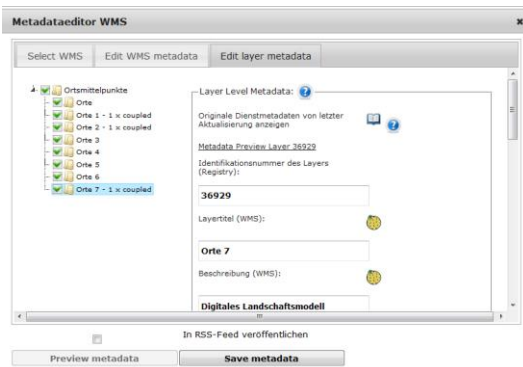 Metadataeditor WMS
Select WMS Edit WMS metadata Edit layer metadata
Ortsmittelpunkte
Orte
Orte 1 - 1 x coupled
Orte 2 - 1 x coupled
Orte 3
Orte 4
Orte 5
Orte 6
Orte 7 - 1 x coupled
Layer Level Metadata:
Originale Dienstmetadaten von letzter
Aktualisierung anzeigen
Metadata Preview Layer 36929
Identifikationsnummer des Layers
(Registry):
36929
Layertitel (WMS):
Orte 7
Beschreibung (WMS):
Digitales Landschaftsmodell
In RSS-Feed veröffentlichen
Preview metadata Save metadata